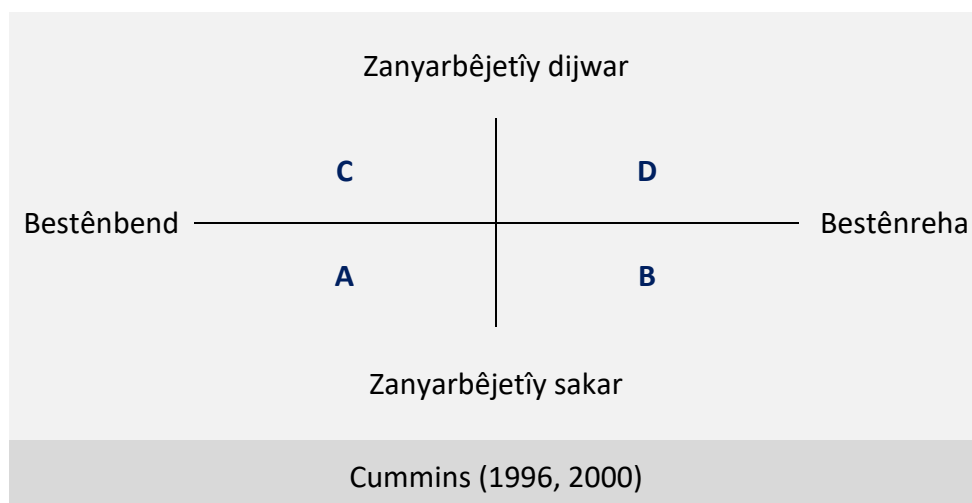 Zanyarbêjetîy dijwar
C D
Bestênbend Bestênreha
A B
Zanyarbêjetîy sakar
Cummins (1996, 2000)